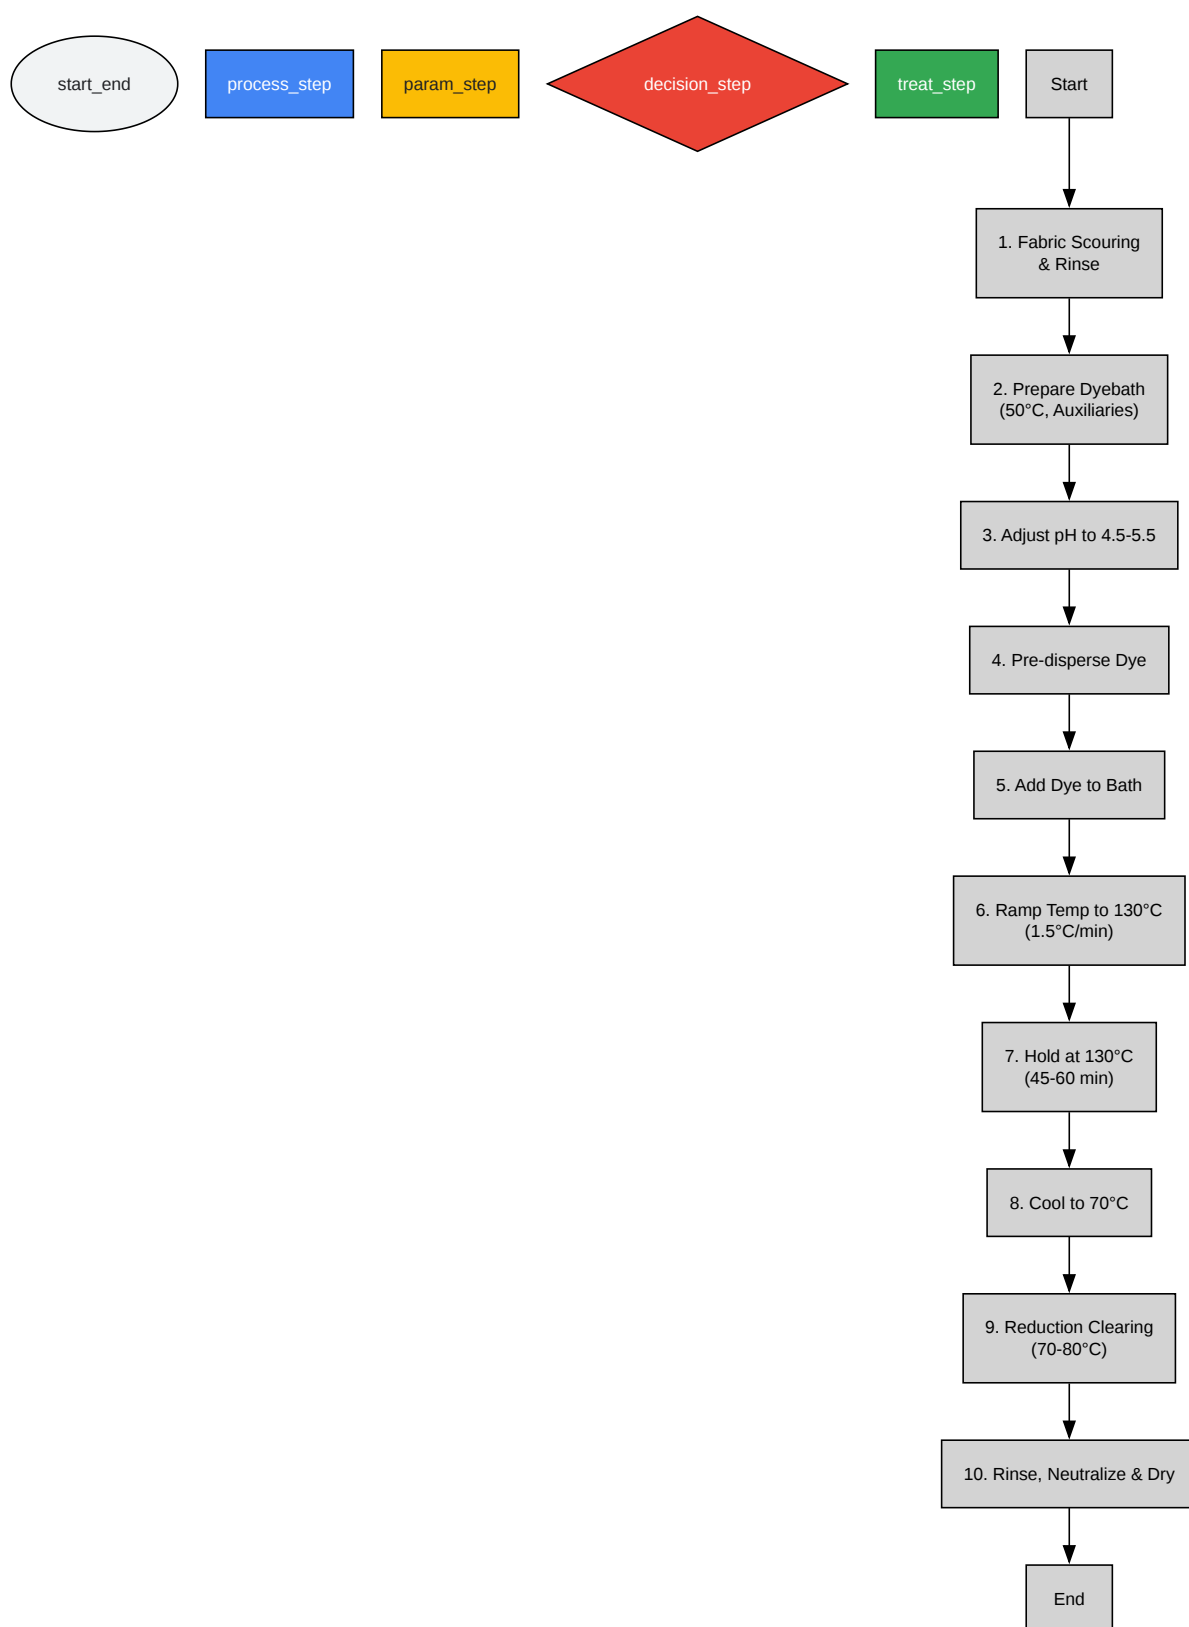 start_end
process_step
param_step
decision_step
treat_step
Start
1. Fabric Scouring
& Rinse
2. Prepare Dyebath
(50°C, Auxiliaries)
3. Adjust pH to 4.5-5.5
4. Pre-disperse Dye
5. Add Dye to Bath
6. Ramp Temp to 130°C
(1.5°C/min)
7. Hold at 130°C
(45-60 min)
8. Cool to 70°C
9. Reduction Clearing
(70-80°C)
10. Rinse, Neutralize & Dry
End